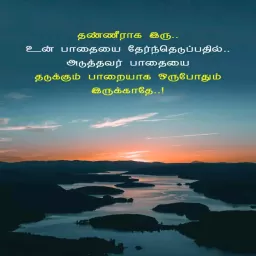 தண்ணீராக இரு..
உன் பாதையை தேர்ந்தெடுப்பதில்..
அடுத்தவர் பாதையை
தடுக்கும் பாறையாக ஒருபோதும்
இருக்காதே..!